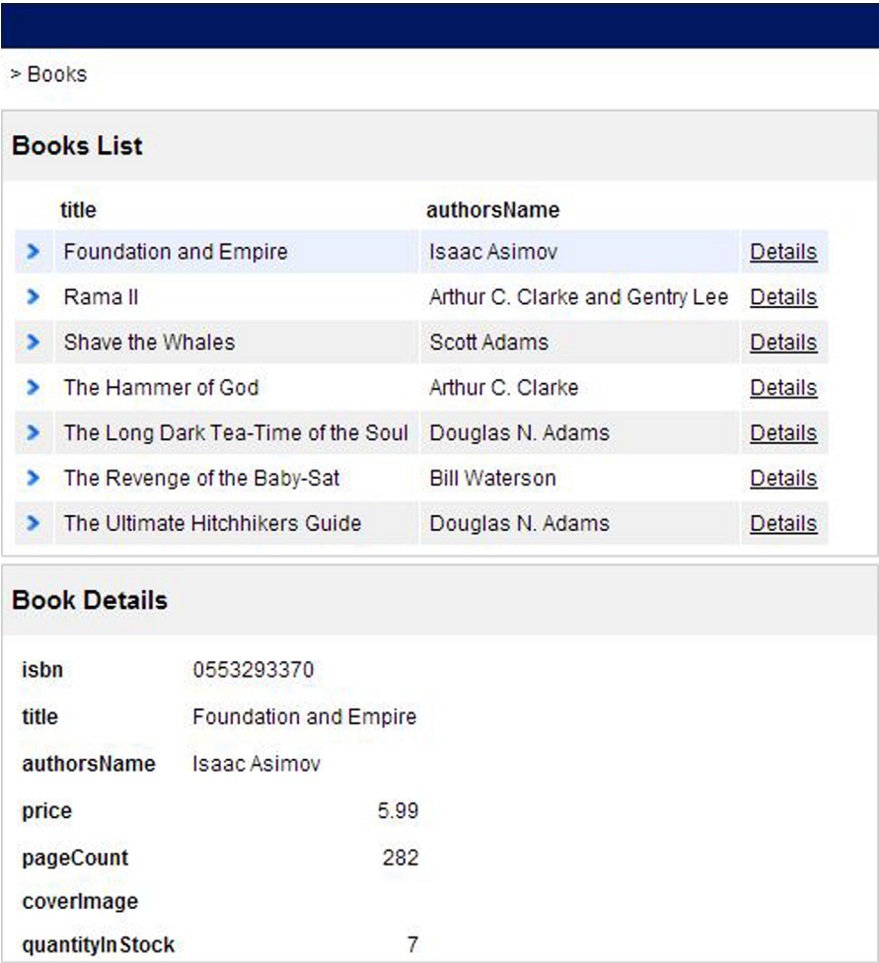 > Books
Books List
title authorsName
Foundation and Empire Isaac Asimov Details
Rama II Arthur C. Clarke and Gentry Lee Details
Shave the Whales Scott Adams Details
The Hammer of God Arthur C. Clarke Details
The Long Dark Tea-Time of the Soul Douglas N. Adams Details
The Revenge of the Baby-Sat Bill Waterson Details
The Ultimate Hitchhikers Guide Douglas N. Adams Details
Book Details
isbn 0553293370
title Foundation and Empire
authorsName Isaac Asimov
price 5.99
pageCount 282
coverImage
quantityInStock 7